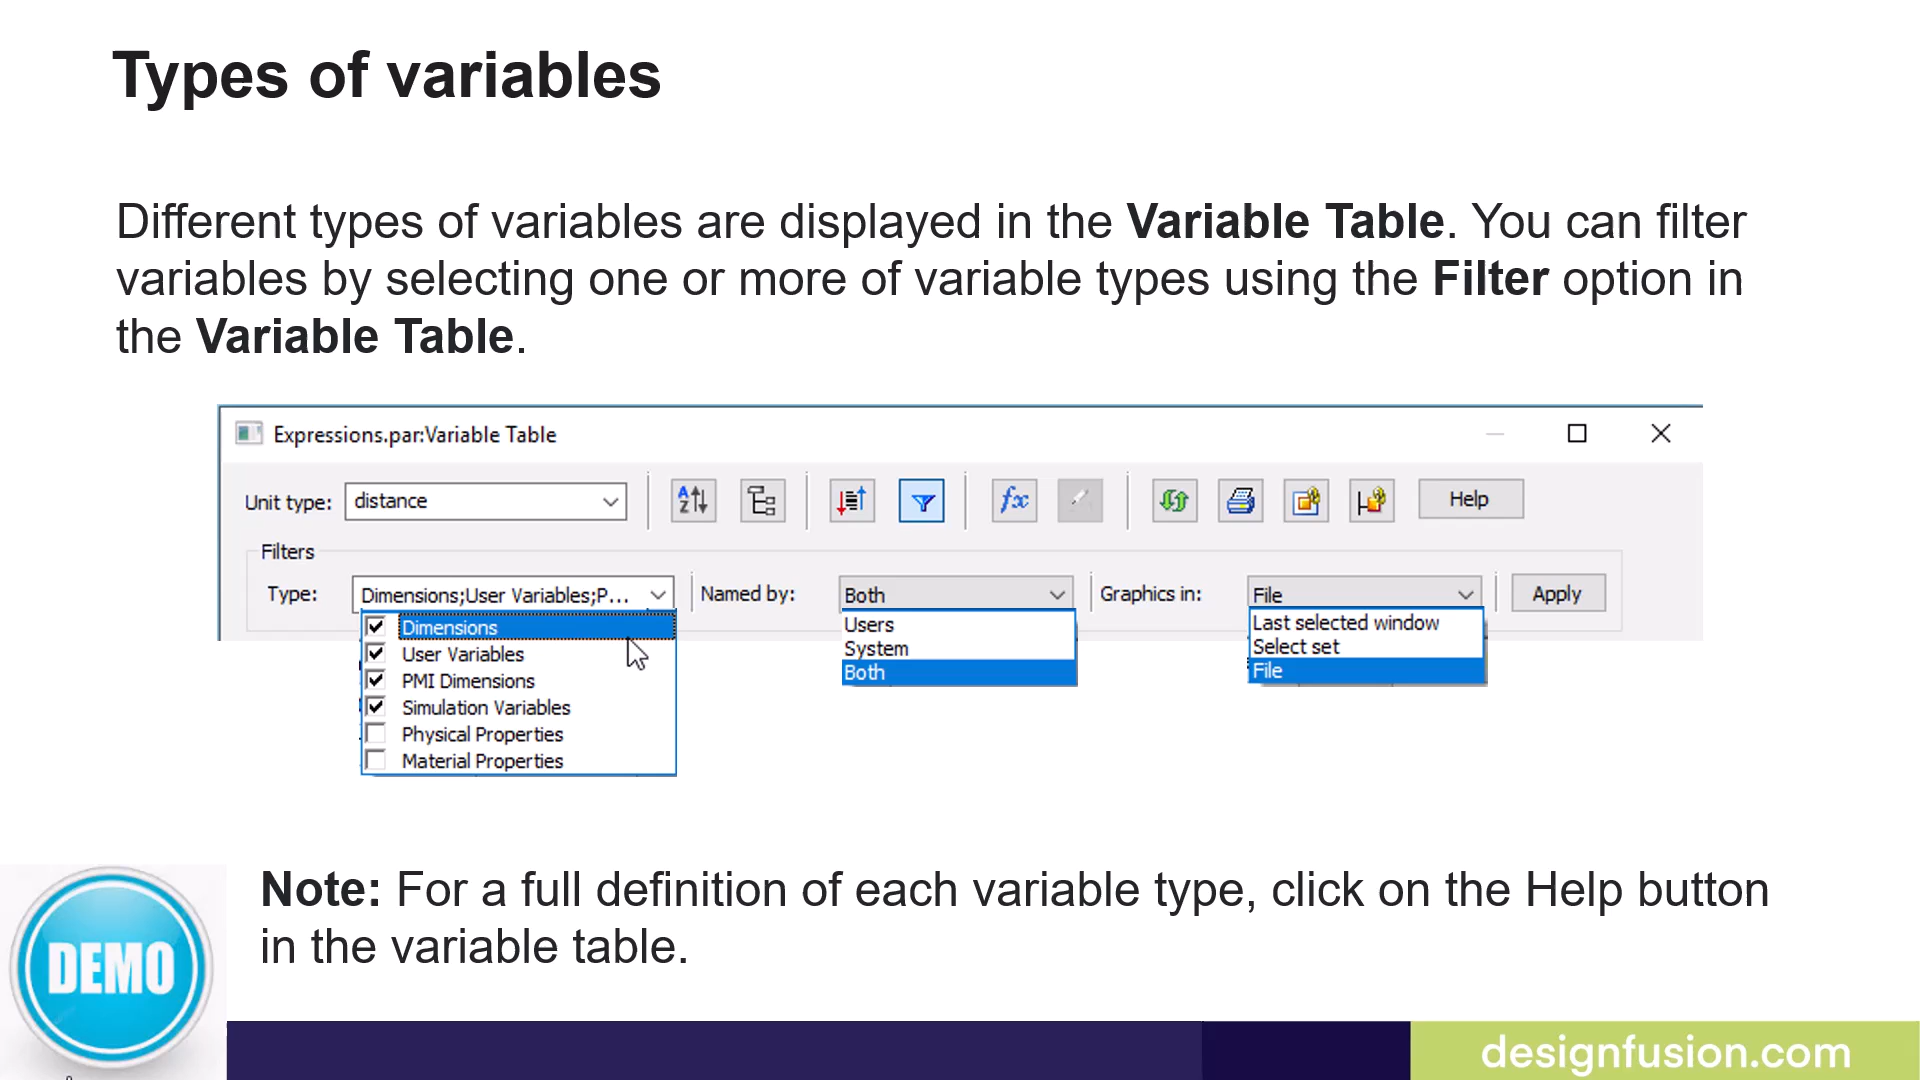 Types of variables
Different types of variables are displayed in the Variable Table. You can filter
variables by selecting one or more of variable types using the Filter option in
the Variable Table.
Expressions.par:Variable Table
Unit type: distance
Help
Filters
Type: Dimensions;User Variables;P... Named by: Both Graphics in: File Apply
Dimensions
User Variables
PMI Dimensions
Simulation Variables
Physical Properties
Material Properties
Users
System
Both
Last selected window
Select set
File
Note: For a full definition of each variable type, click on the Help button
in the variable table.
DEMO
designfusion.com